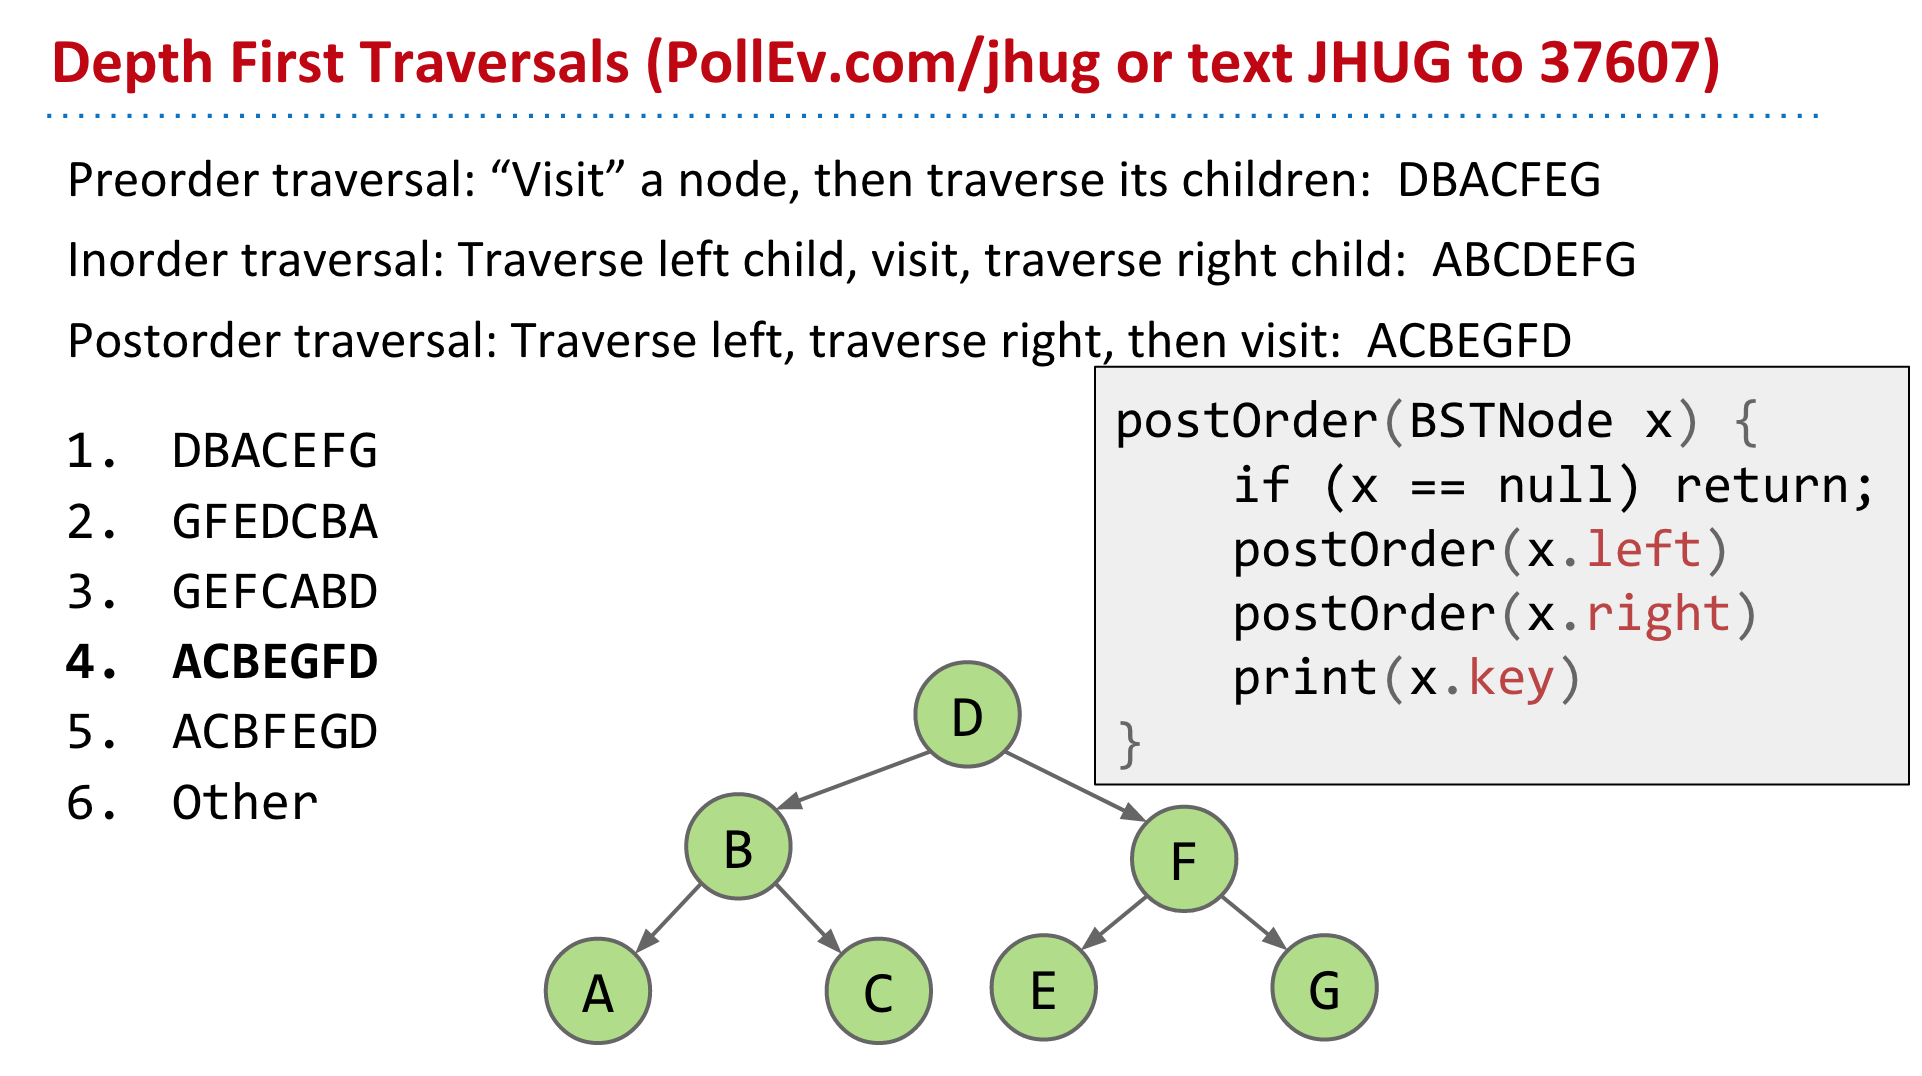 Depth First Traversals (PollEv.com/jhug or text JHUG to 37607)
Preorder traversal: “Visit” a node, then traverse its children: DBACFEG
Inorder traversal: Traverse left child, visit, traverse right child: ABCDEFG
Postorder traversal: Traverse left, traverse right, then visit: ACBEGFD
1. DBACEFG
2. GFEDCBA
3. GEFCABD
4. ACBEGFD
5. ACBFEGD
6. Other
postOrder(BSTNode x) {
    if (x == null) return;
    postOrder(x.left)
    postOrder(x.right)
    print(x.key)
}
D
B
F
A
C
E
G